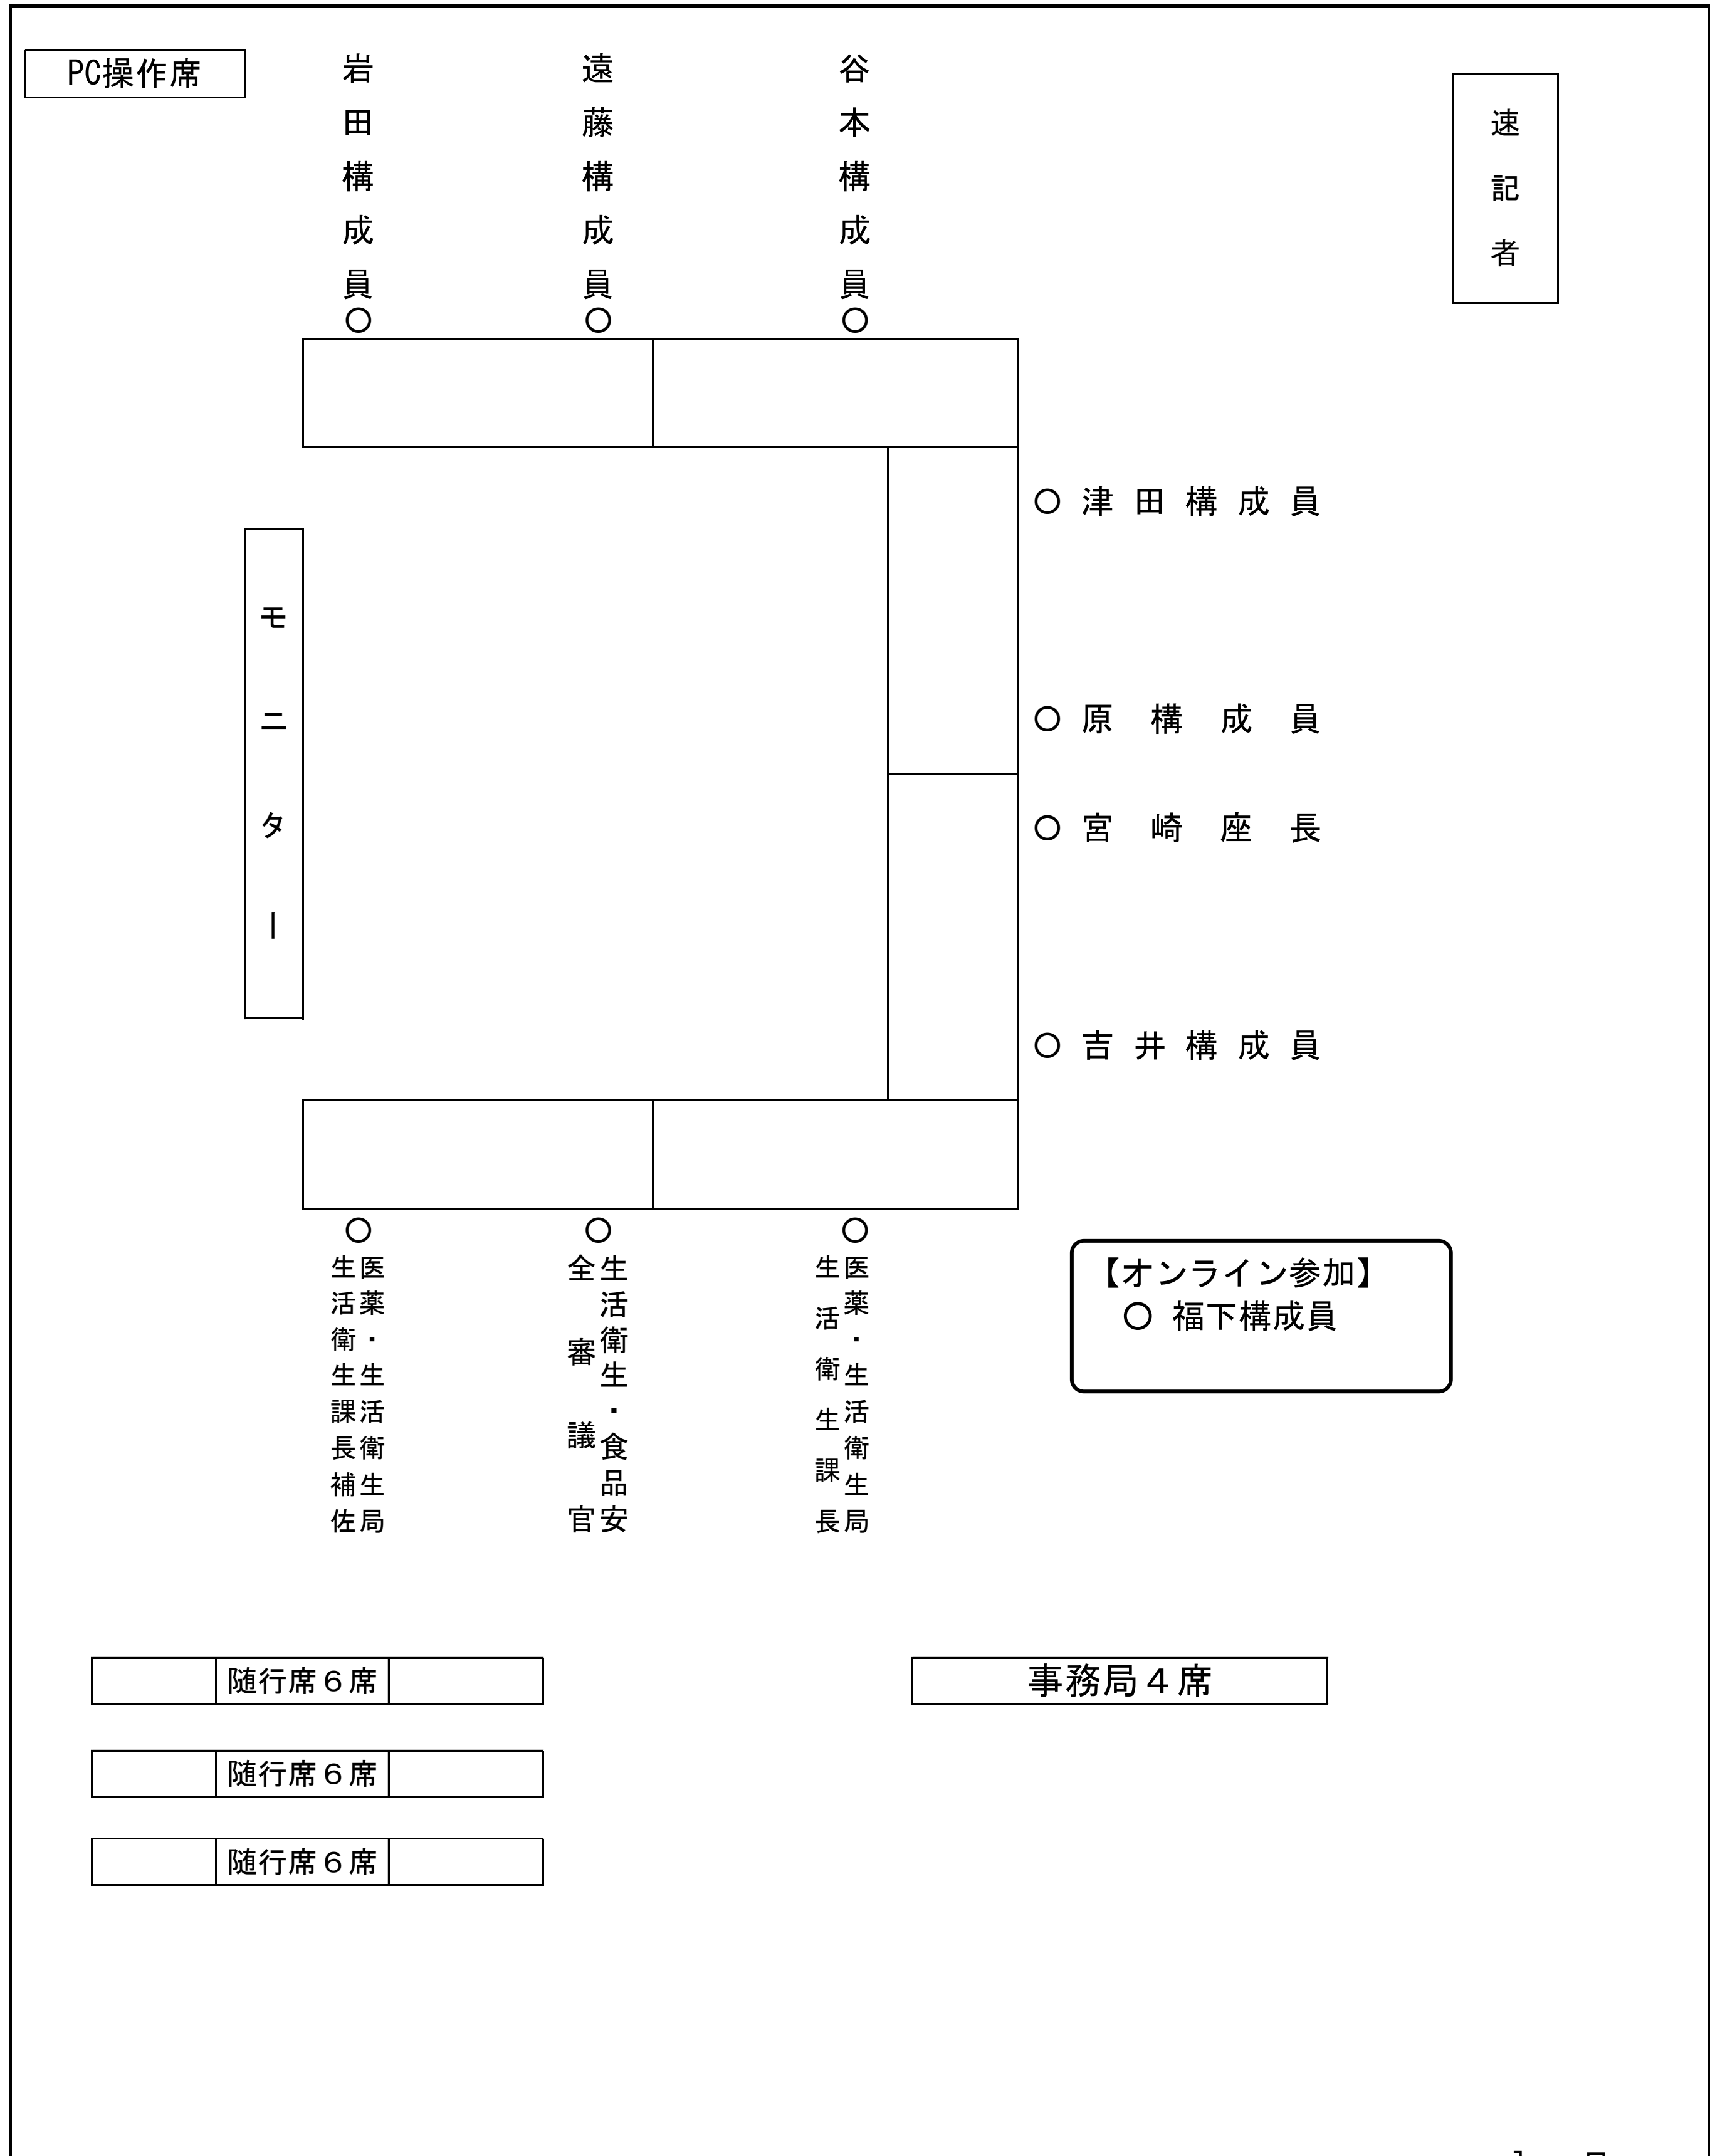 PC操作席
岩田構成員○
遠藤構成員○
谷本構成員○
速記者
○津田構成員
○原構成員
○宮崎座長
○吉井構成員
モニター
○
医薬・生活衛生局
生活衛生課長補佐
○
生活衛生・食品安
全審議官
○
医薬・生活衛生局
生活衛生課長
【オンライン参加】
○ 福下構成員
随行席６席
事務局４席
随行席６席
随行席６席